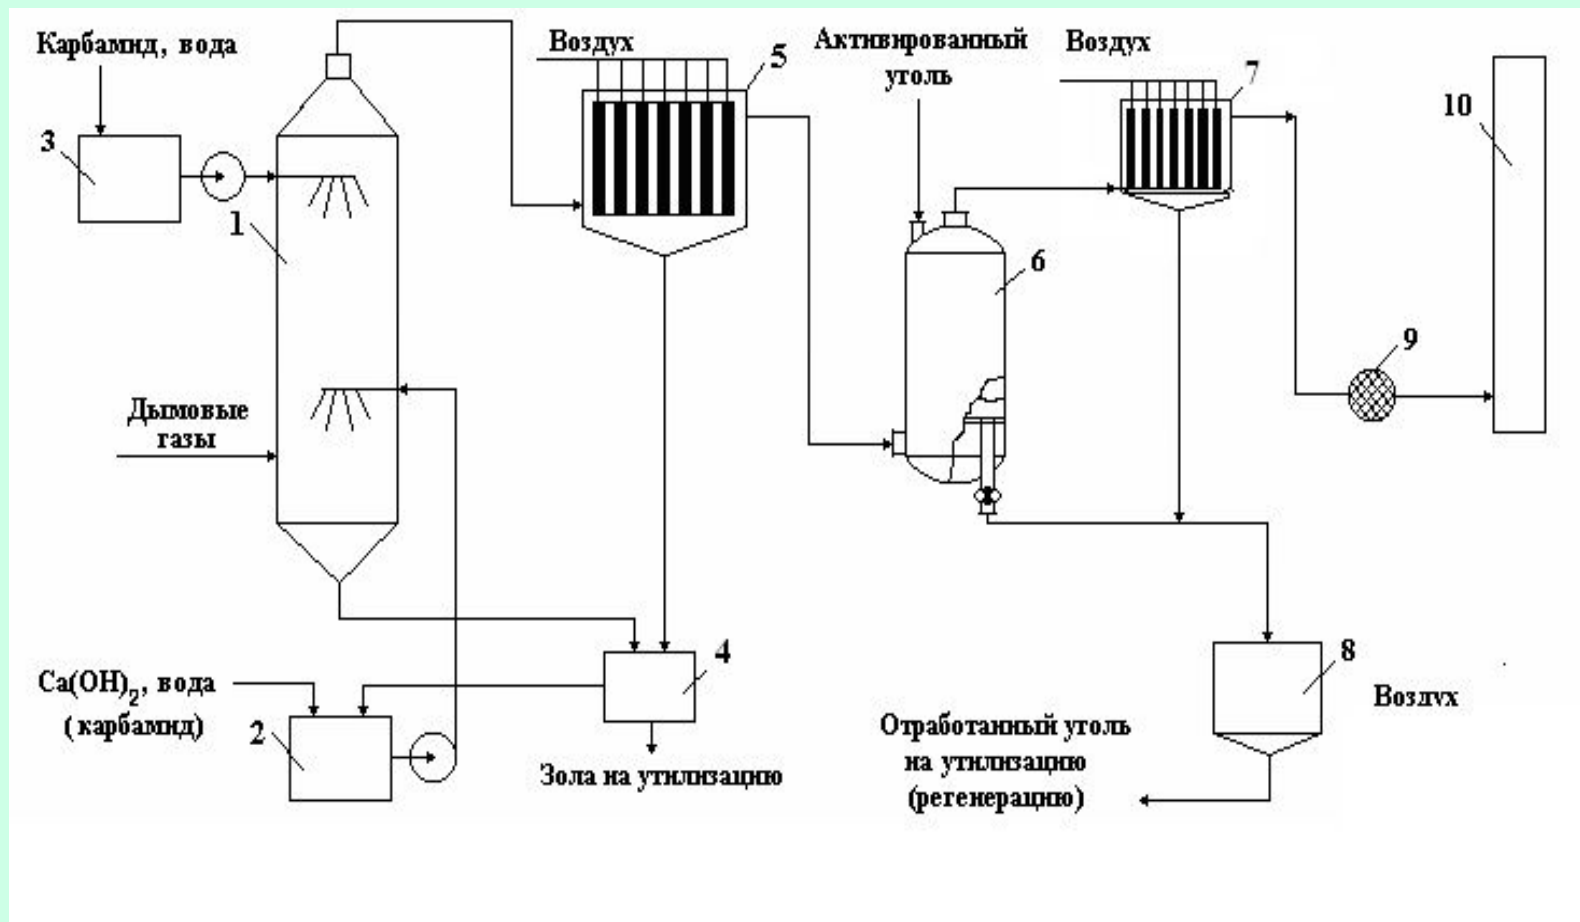 Карбамид, вода
Воздух
5
Активированный
уголь
Воздух
7
10
3
1
6
9
Дымовые
газы
4
8
Ca(OH)2, вода
(карбамид)
2
Зола на утилизацию
Отработанный уголь
на утилизацию
(регенерацию)
Воздух